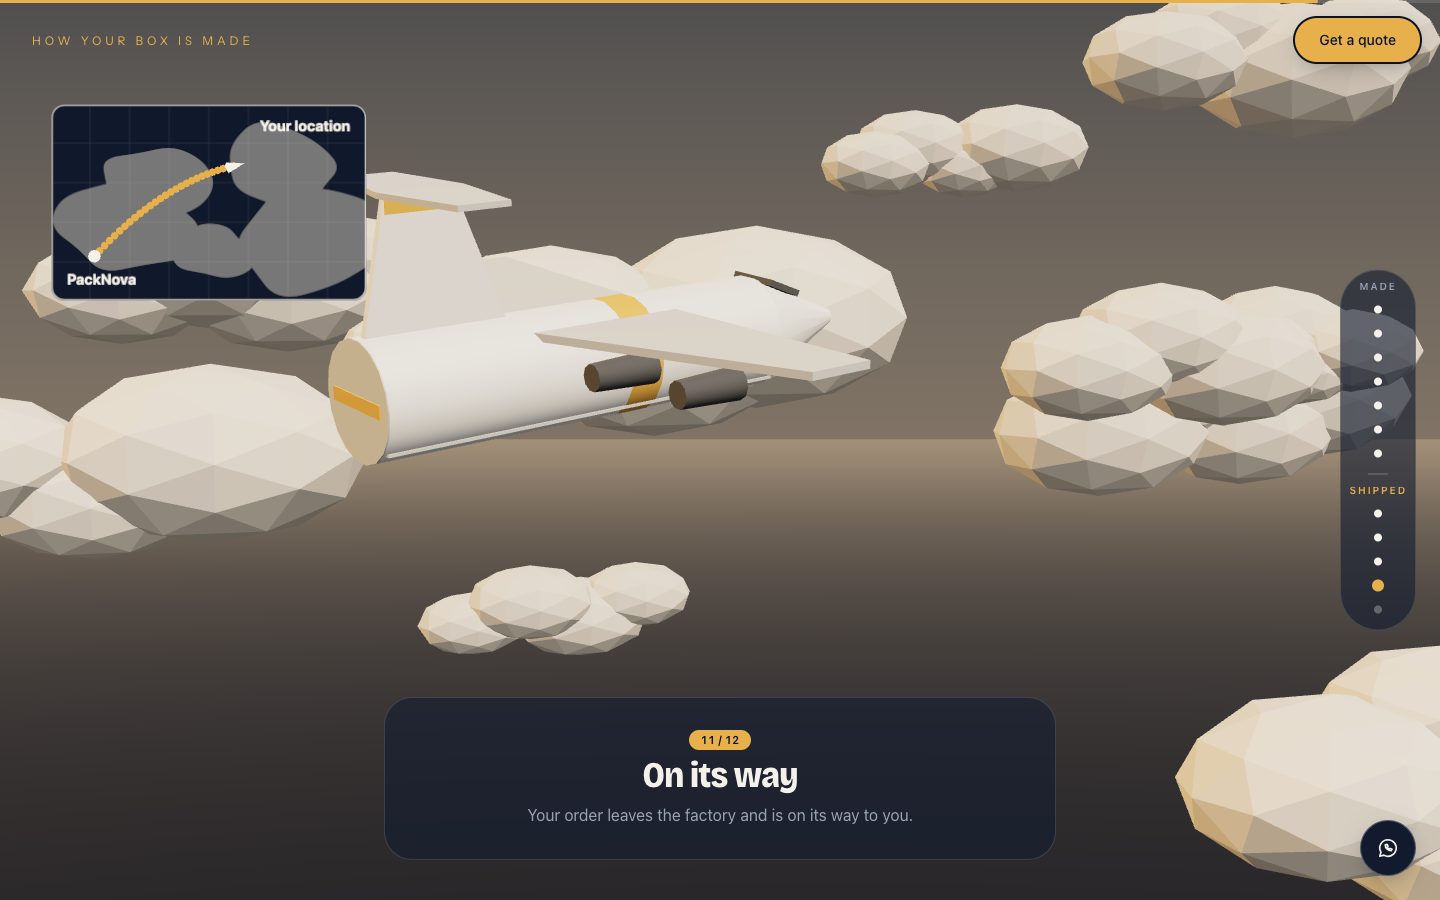 HOW YOUR BOX IS MADE
Get a quote
Your location
PackNova
MADE
SHIPPED
11 / 12
On its way
Your order leaves the factory and is on its way to you.